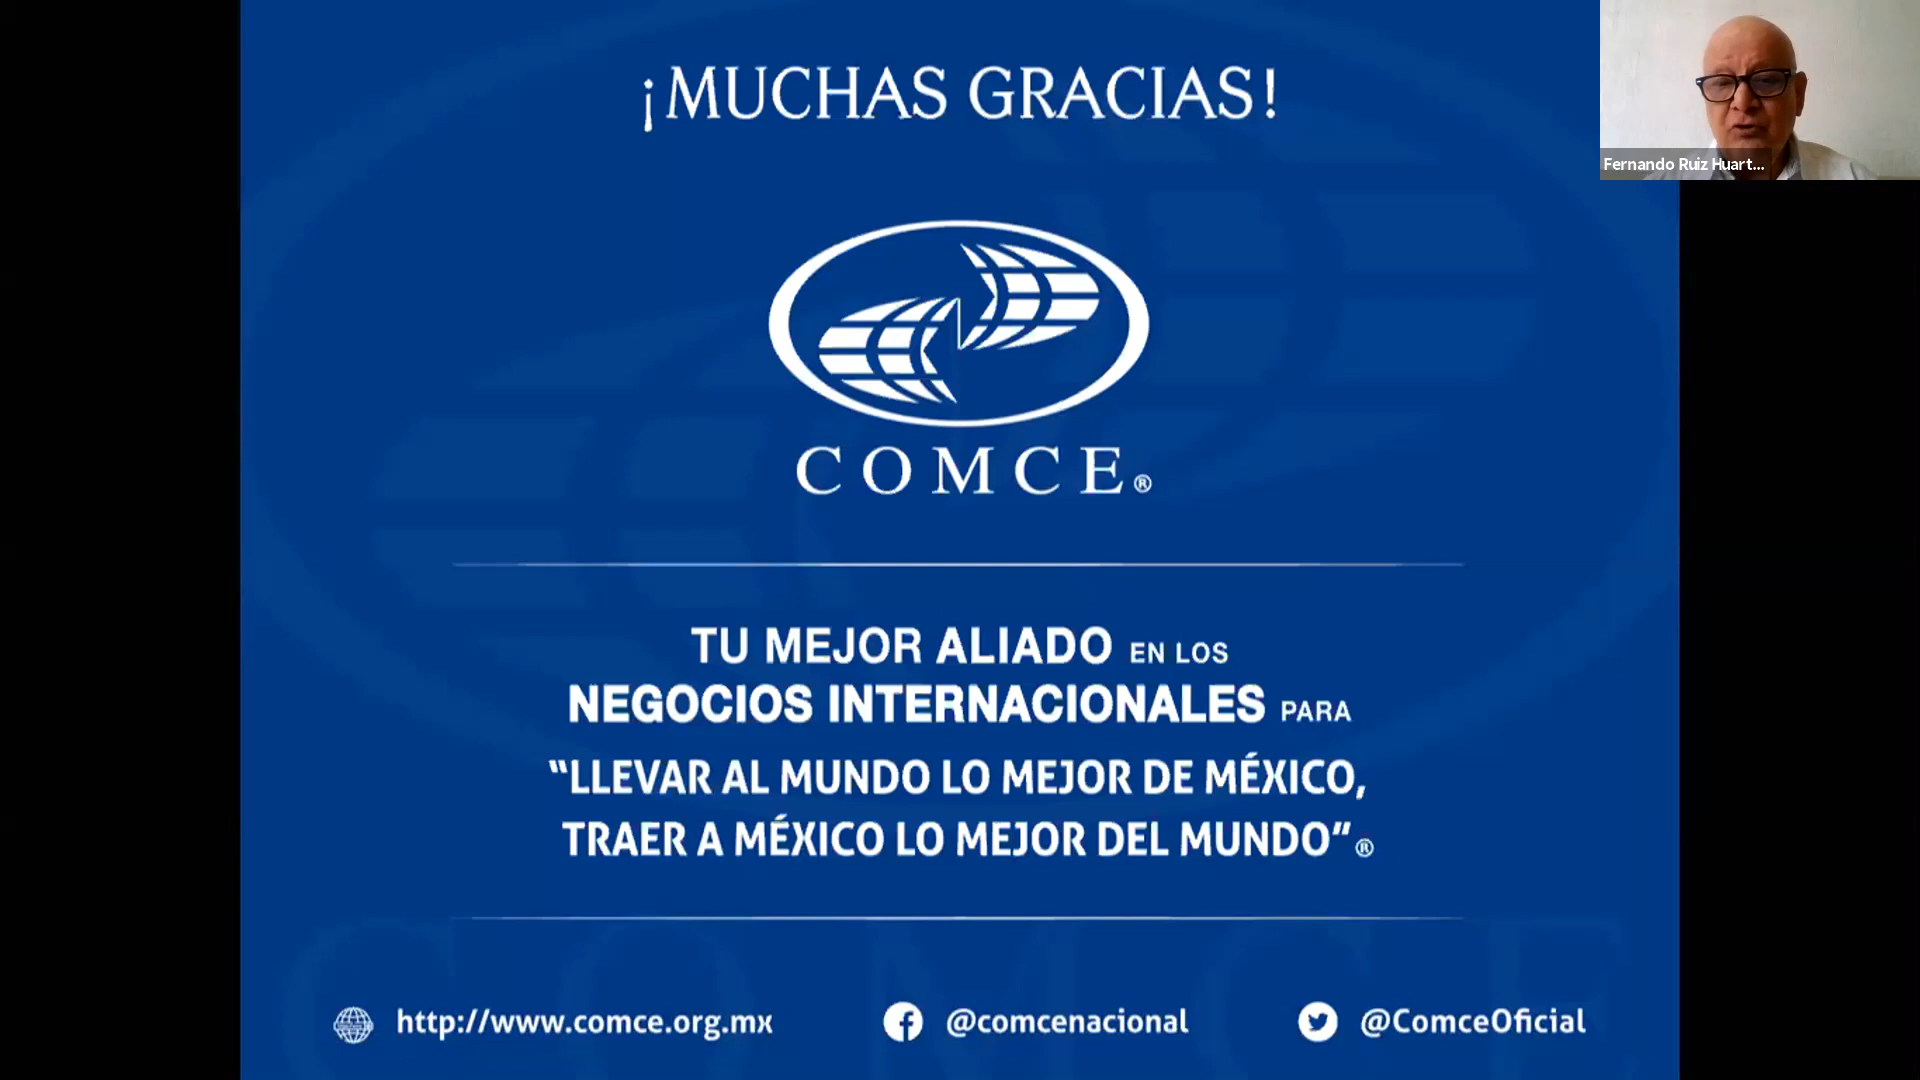 ¡MUCHAS GRACIAS!
Fernando Ruiz Huart...
COMCE®
TU MEJOR ALIADO EN LOS
NEGOCIOS INTERNACIONALES PARA
“LLEVAR AL MUNDO LO MEJOR DE MÉXICO,
TRAER A MÉXICO LO MEJOR DEL MUNDO”®
http://www.comce.org.mx
@comcenacional
@ComceOficial